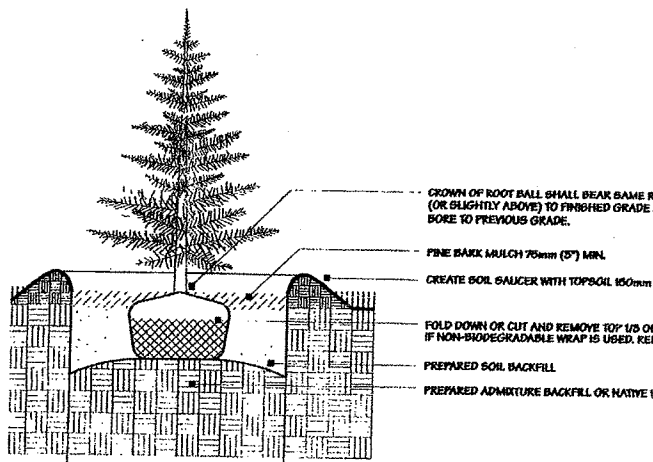 CROWN OF ROOT BALL SHALL BEAR SAME R
(OR SLIGHTLY ABOVE) TO FINISHED GRADE
BORE TO PREVIOUS GRADE.
PINE BARK MULCH 75mm (3") MIN.
CREATE SOIL SAUCER WITH TOPSOIL 150mm
FOLD DOWN OR CUT AND REMOVE TOP 1/3 O
IF NON-BIODEGRADABLE WRAP IS USED, RE
PREPARED SOIL BACKFILL
PREPARED ADMIXTURE BACKFILL OR NATIVE